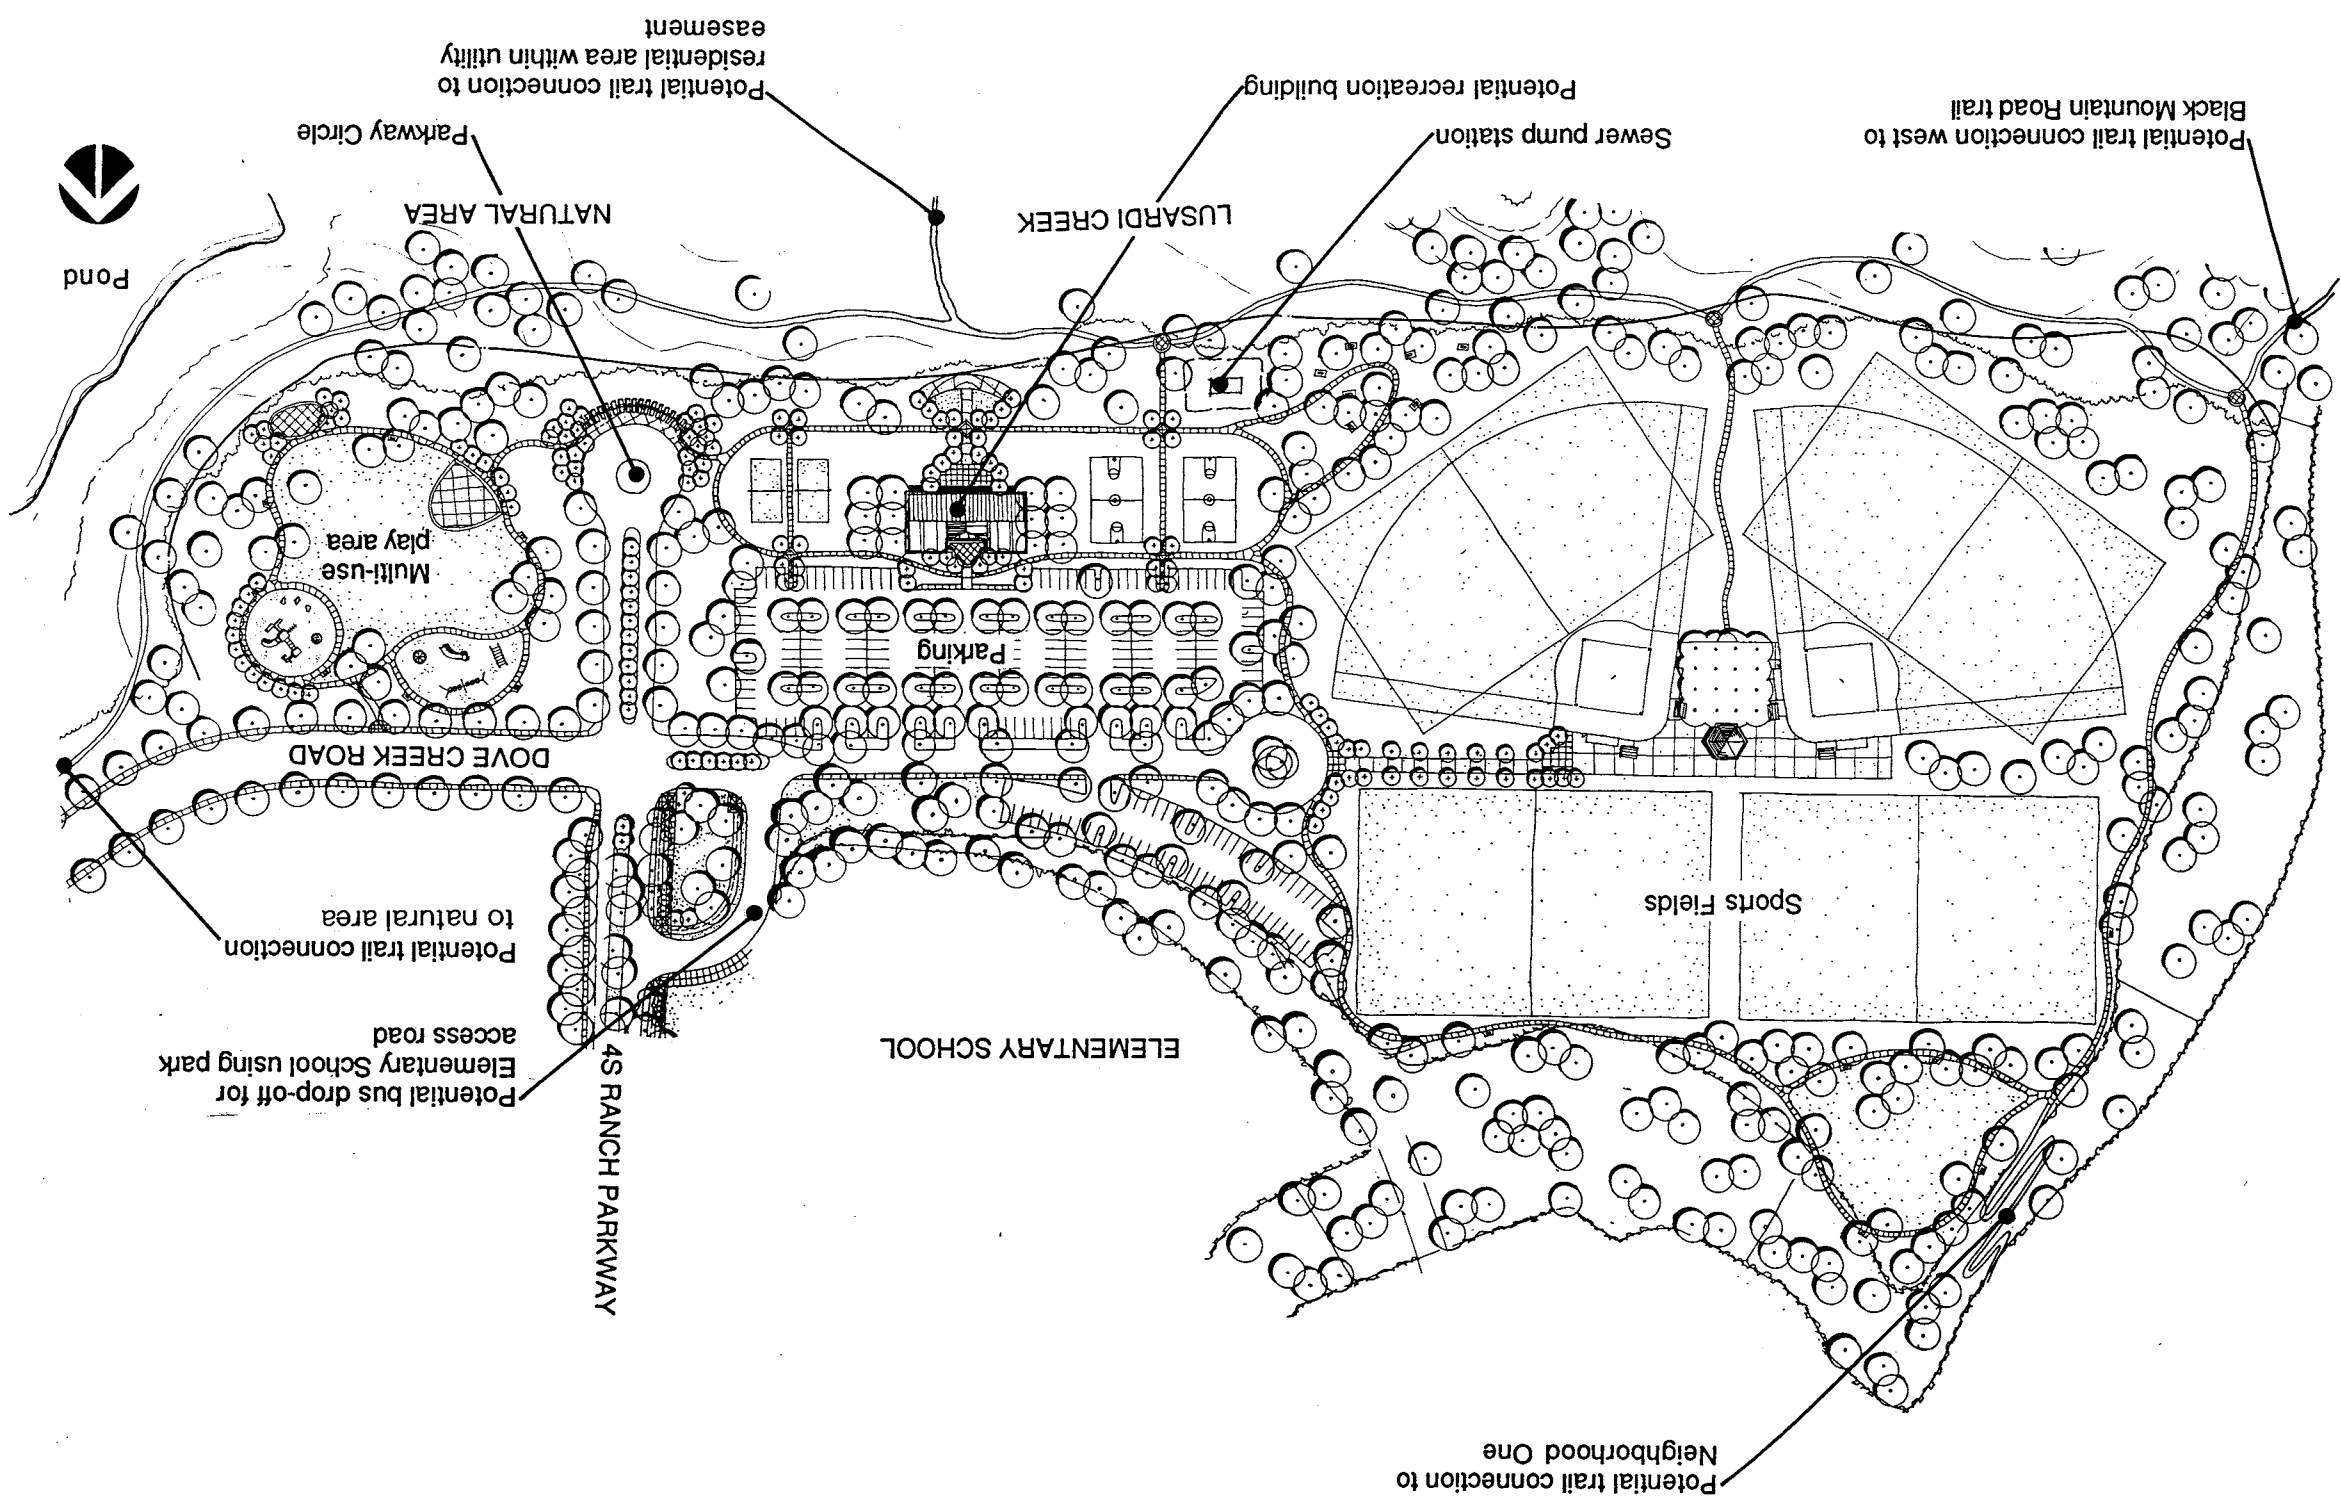 Potential trail connection to
Neighborhood One
Potential bus drop-off for
Elementary School using park
access road
4S RANCH PARKWAY
ELEMENTARY SCHOOL
Potential trail connection
to natural area
Sports Fields
DOVE CREEK ROAD
Parking
Multi-use
play area
Pond
LUSARDI CREEK
NATURAL AREA
Potential trail connection west to
Black Mountain Road trail
Sewer pump station
Parkway Circle
Potential recreation building
Potential trail connection to
residential area within utility
easement